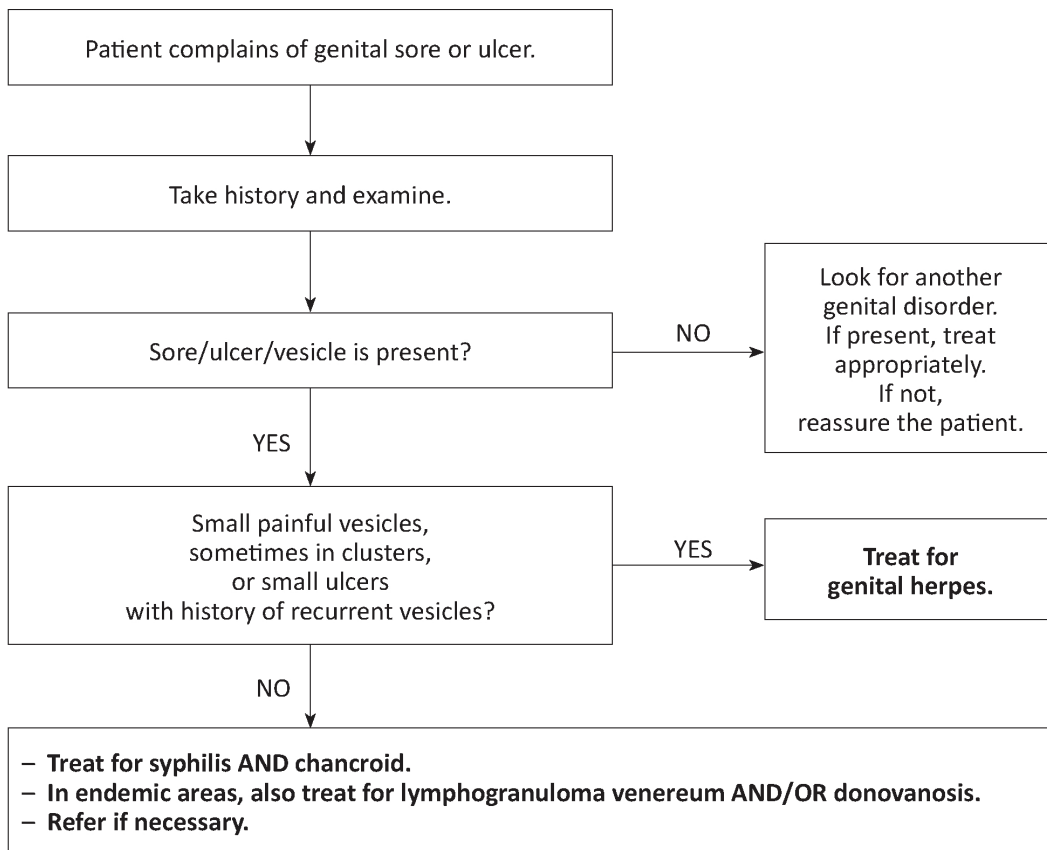 Patient complains of genital sore or ulcer.
Take history and examine.
Sore/ulcer/vesicle is present?
NO
Look for another
genital disorder.
If present, treat
appropriately.
If not,
reassure the patient.
YES
Small painful vesicles,
sometimes in clusters,
or small ulcers
with history of recurrent vesicles?
YES
Treat for
genital herpes.
NO
– Treat for syphilis AND chancroid.
– In endemic areas, also treat for lymphogranuloma venereum AND/OR donovanosis.
– Refer if necessary.